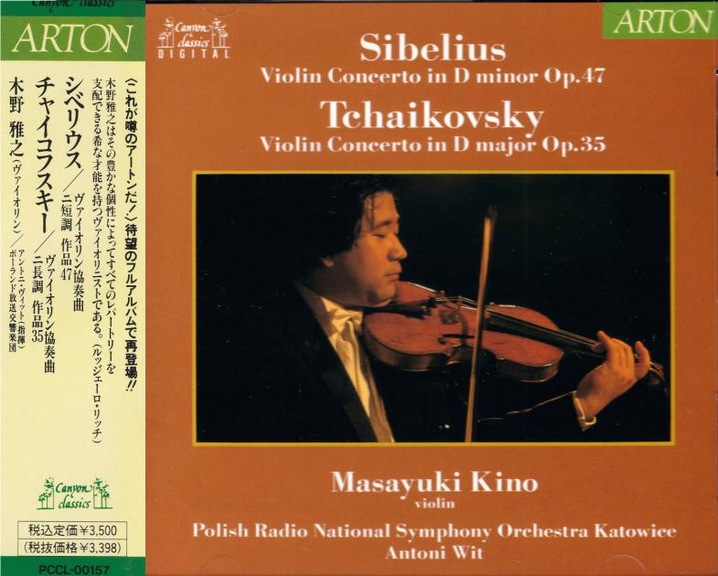 Canyon classics
ARTON
(これが噂のアートンだ!)待望のフルアルバムで再登場!!
木野雅之はその豊かな個性によってすべてのレパートリーを
支配できる希な才能を持つヴァイオリニストである。(ルッジェーロ・リッチ)
シベリウス/ヴァイオリン協奏曲
ニ短調 作品47
チャイコフスキー/ヴァイオリン協奏曲
ニ長調 作品35
木野 雅之(ヴァイオリン)/アントニ・ヴィット(指揮)
ポーランド放送交響楽団
Canyon
classics
税込定価¥3,500
(税抜価格¥3,398)
PCCL-00157
Canyon
classics
DIGITAL
ARTON
Sibelius
Violin Concerto in D minor Op.47
Tchaikovsky
Violin Concerto in D major Op.35
Masayuki Kino
violin
Polish Radio National Symphony Orchestra Katowice
Antoni Wit